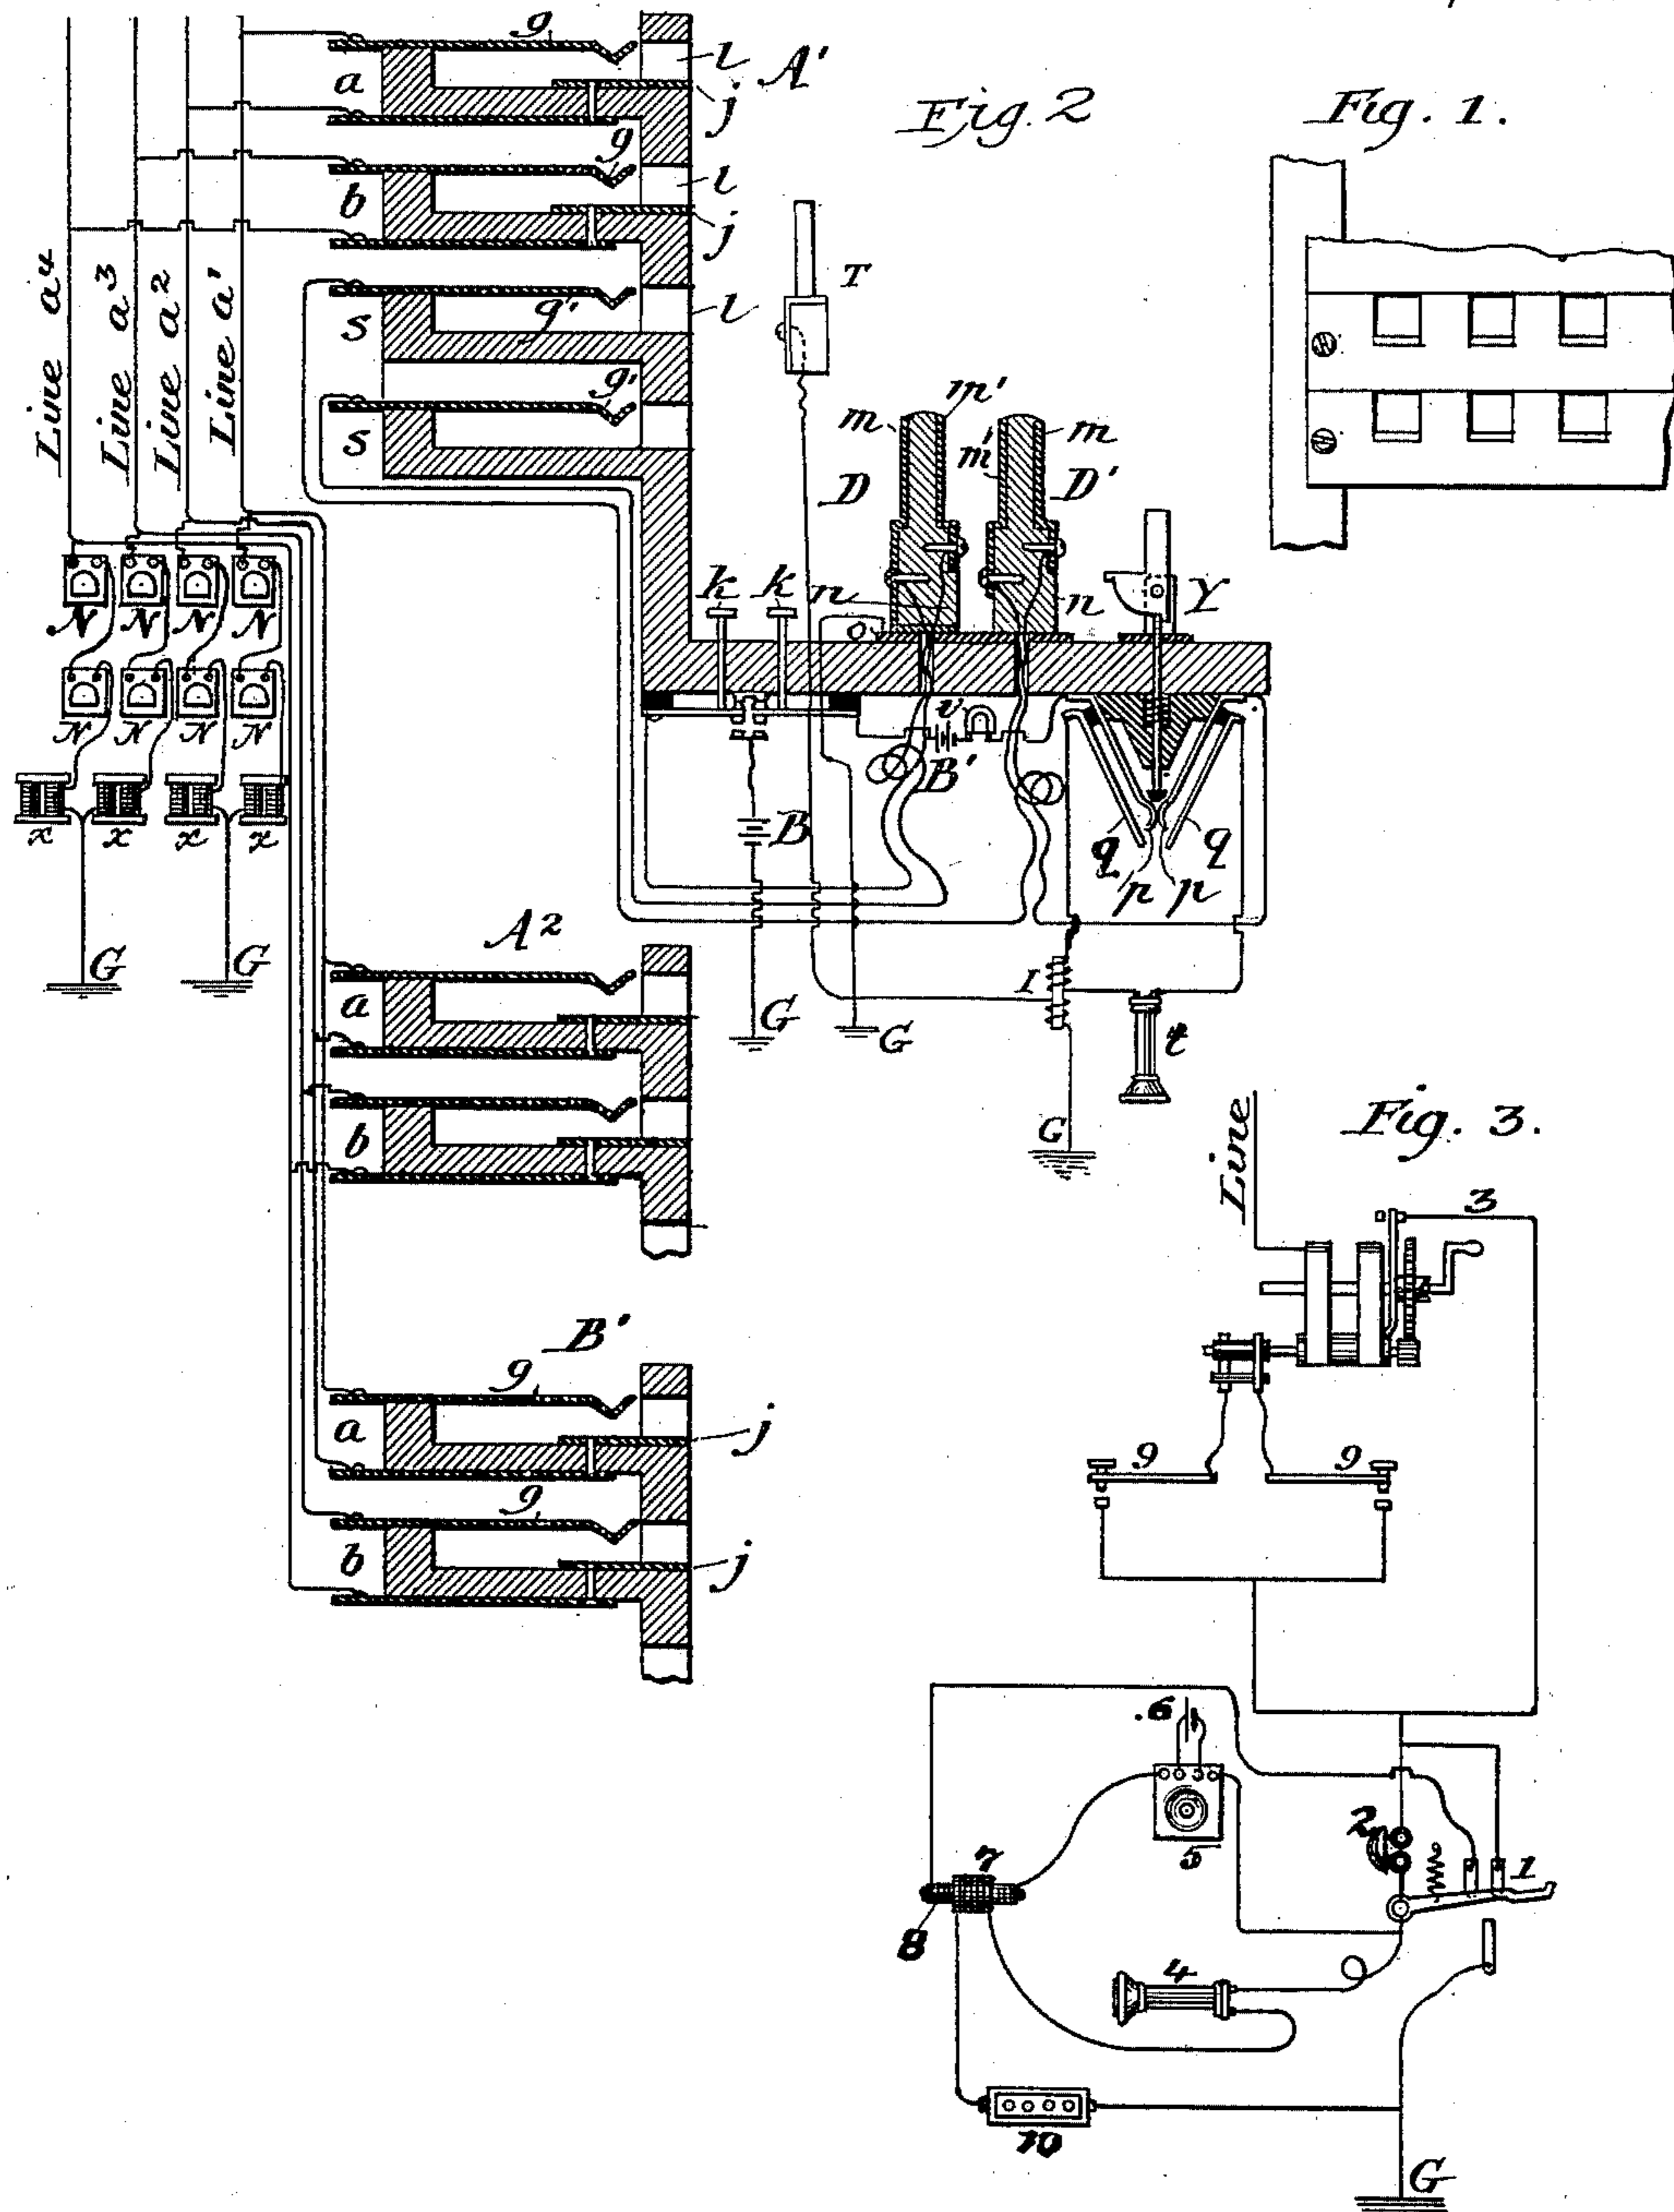 Fig. 2
Fig. 1.
g
l
A'
a
j
g
l
b
j
Line a⁴
Line a³
Line a²
Line a'
l
T
s
g'
g'
s
m
m'
m'
m
D
D'
k
k
n
n
Y
o
N
N
N
N
v
B'
N
N
N
N
B
q
q
p
p
x
x
x
x
A²
G
G
I
a
G
G
t
G
b
Line
Fig. 3.
3
B'
g
a
j
9
9
g
b
j
.6
2
1
5
7
8
4
10
G